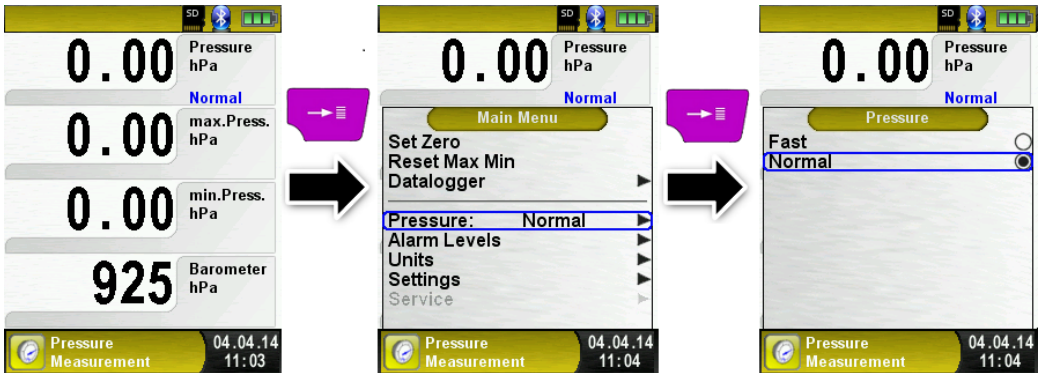 SD
0.00 Pressure
hPa
Normal
0.00 max.Press.
hPa
0.00 min.Press.
hPa
925 Barometer
hPa
Pressure
Measurement
04.04.14
11:03
SD
0.00 Pressure
hPa
Normal
Main Menu
Set Zero
Reset Max Min
Datalogger
Pressure: Normal
Alarm Levels
Units
Settings
Service
Pressure
Measurement
04.04.14
11:04
SD
0.00 Pressure
hPa
Normal
Pressure
Fast
Normal
Pressure
Measurement
04.04.14
11:04